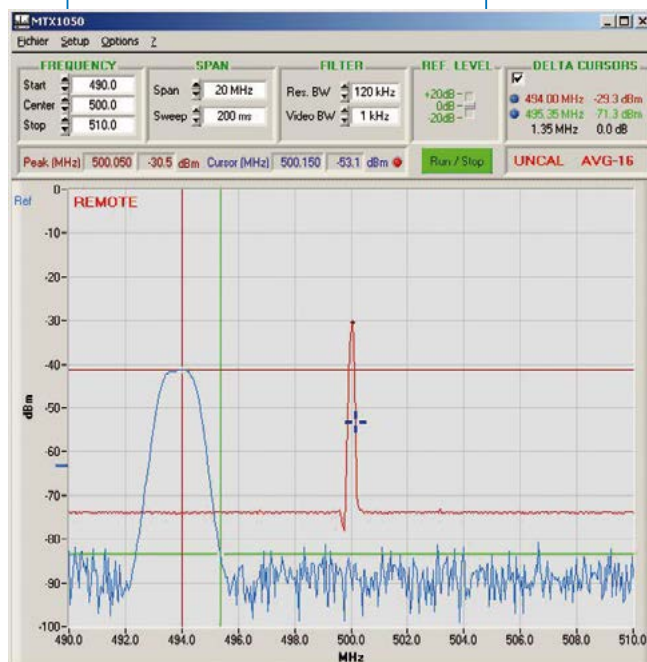 MTX1050
Fichier Setup Options ?
FREQUENCY
Start 490.0
Center 500.0
Stop 510.0
SPAN
Span 20 MHz
Sweep 200 ms
FILTER
Res. BW 120 kHz
Video BW 1 kHz
REF. LEVEL
+20dB
0dB
-20dB
DELTA CURSORS
494.00 MHz -29.3 dBm
495.35 MHz -71.3 dBm
1.35 MHz 0.0 dB
Peak (MHz) 500.050 -30.5 dBm Cursor (MHz) 500.150 -53.1 dBm
Run / Stop
UNCAL AVG-16
Ref
REMOTE
0
-10
-20
-30
-40
-50
-60
-70
-80
-90
-100
dBm
490.0 492.0 494.0 496.0 498.0 500.0 502.0 504.0 506.0 508.0 510.0
MHz